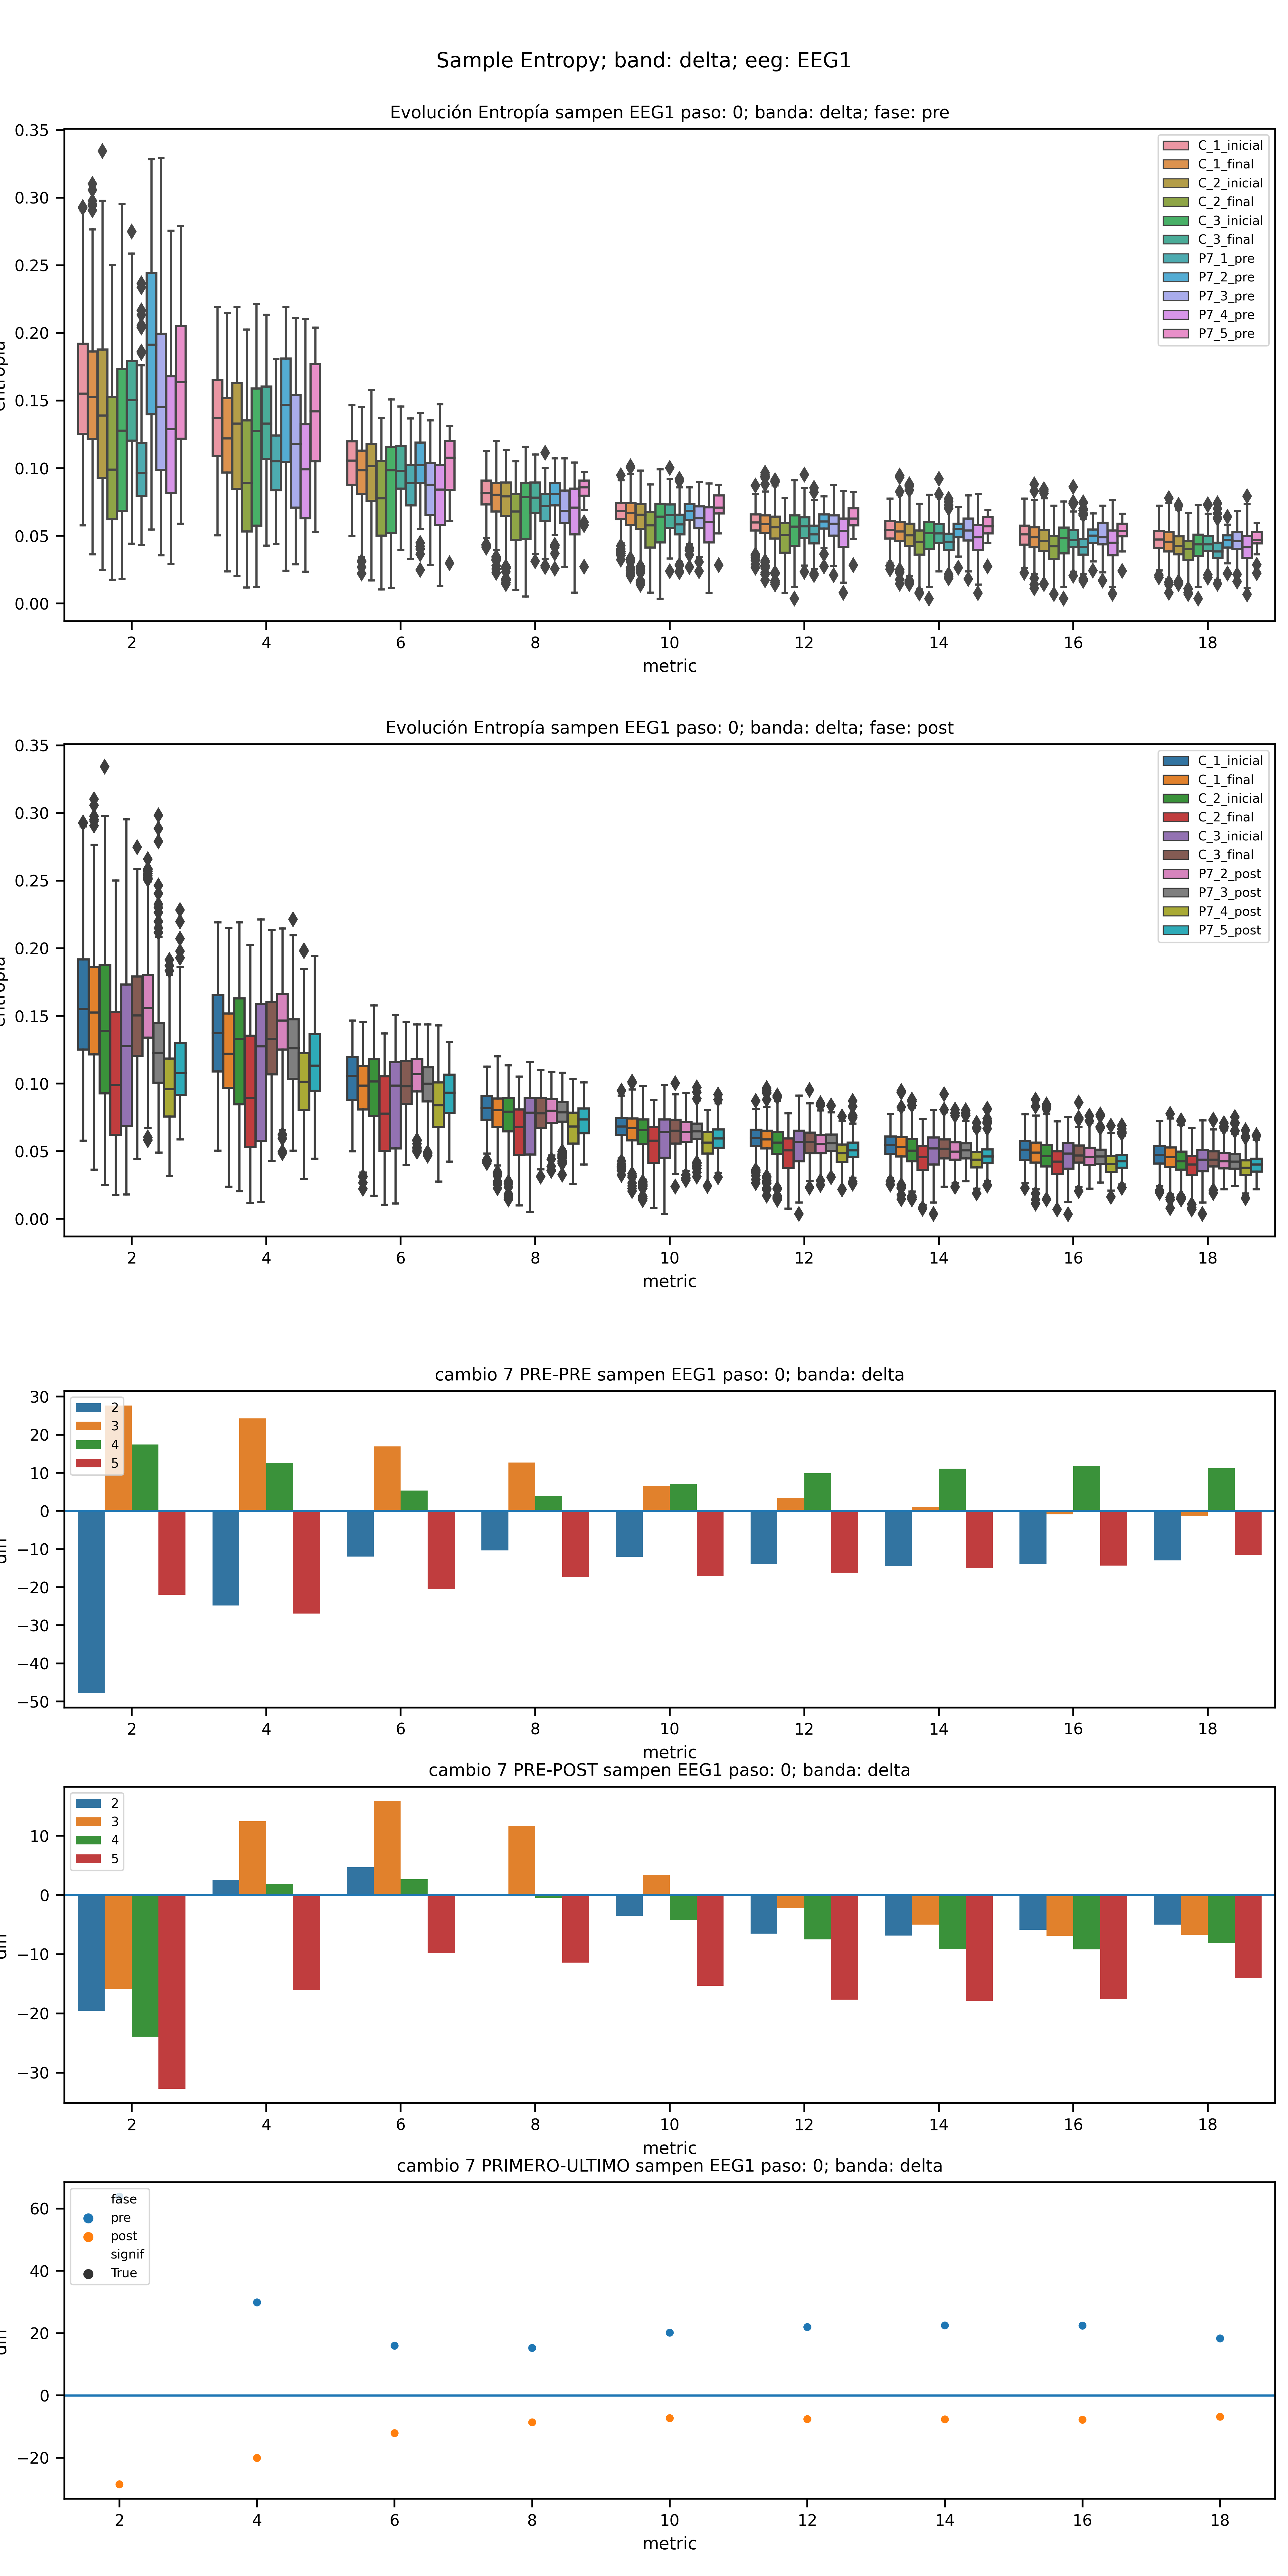 Sample Entropy; band: delta; eeg: EEG1
Evolución Entropía sampen EEG1 paso: 0; banda: delta; fase: pre
0.35
0.30
0.25
0.20
0.15
0.10
0.05
0.00
C_1_inicial
C_1_final
C_2_inicial
C_2_final
C_3_inicial
C_3_final
P7_1_pre
P7_2_pre
P7_3_pre
P7_4_pre
P7_5_pre
2 4 6 8 10 12 14 16 18
metric
Evolución Entropía sampen EEG1 paso: 0; banda: delta; fase: post
0.35
0.30
0.25
0.20
0.15
0.10
0.05
0.00
C_1_inicial
C_1_final
C_2_inicial
C_2_final
C_3_inicial
C_3_final
P7_2_post
P7_3_post
P7_4_post
P7_5_post
2 4 6 8 10 12 14 16 18
metric
cambio 7 PRE-PRE sampen EEG1 paso: 0; banda: delta
30
20
10
0
−10
−20
−30
−40
−50
2
3
4
5
2 4 6 8 10 12 14 16 18
metric
cambio 7 PRE-POST sampen EEG1 paso: 0; banda: delta
10
0
−10
−20
−30
2
3
4
5
2 4 6 8 10 12 14 16 18
metric
cambio 7 PRIMERO-ULTIMO sampen EEG1 paso: 0; banda: delta
60
40
20
0
−20
fase
pre
post
signif
True
2 4 6 8 10 12 14 16 18
metric